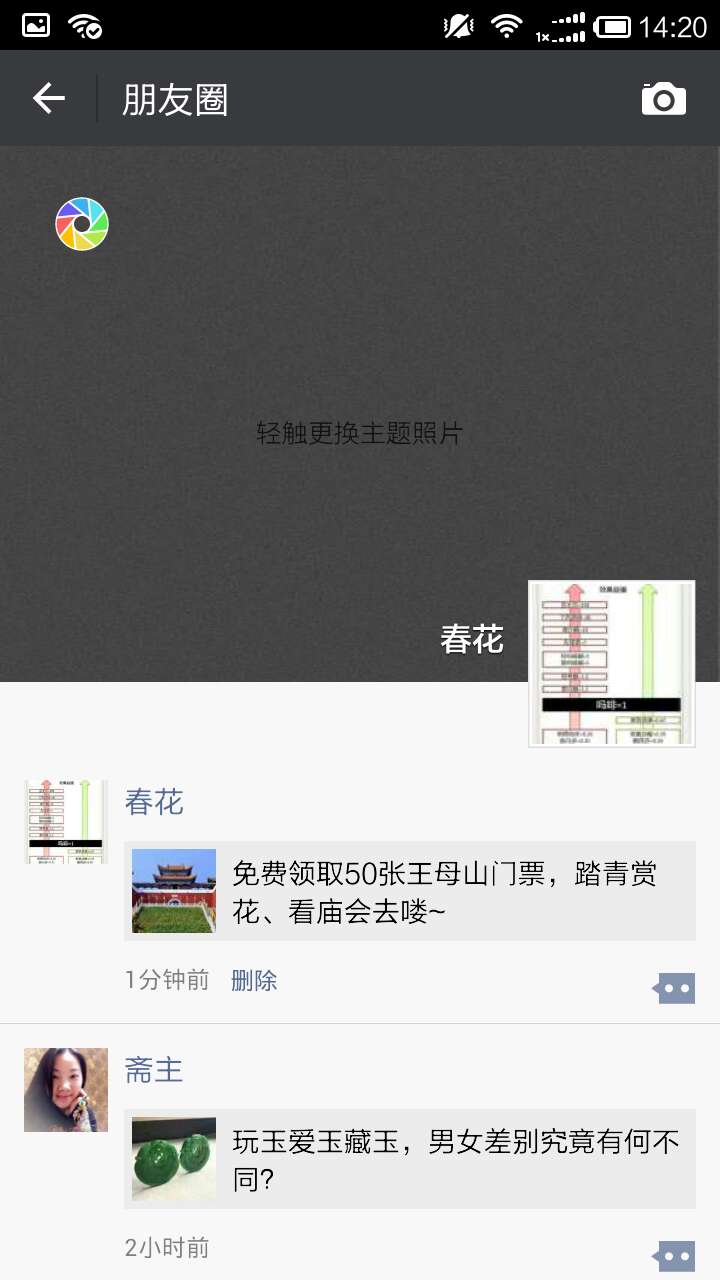 14:20
朋友圈
轻触更换主题照片
春花
吗啡=1
春花
免费领取50张王母山门票，踏青赏
花、看庙会去喽~
1分钟前 删除
斋主
玩玉爱玉藏玉，男女差别究竟有何不
同?
2小时前